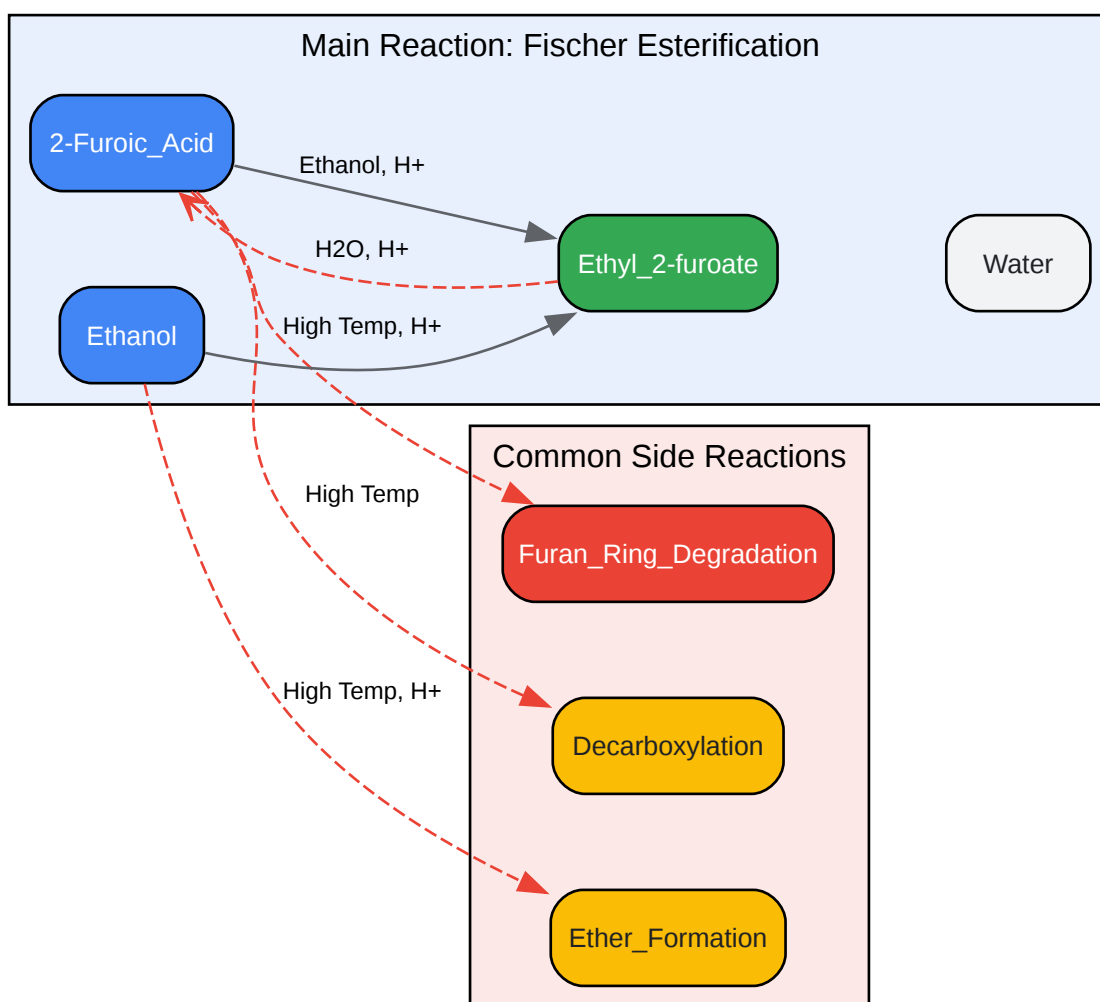 Main Reaction: Fischer Esterification
2-Furoic_Acid
Ethanol, H+
H2O, H+
Ethyl_2-furoate
Water
High Temp, H+
Ethanol
Common Side Reactions
High Temp
Furan_Ring_Degradation
High Temp, H+
Decarboxylation
Ether_Formation